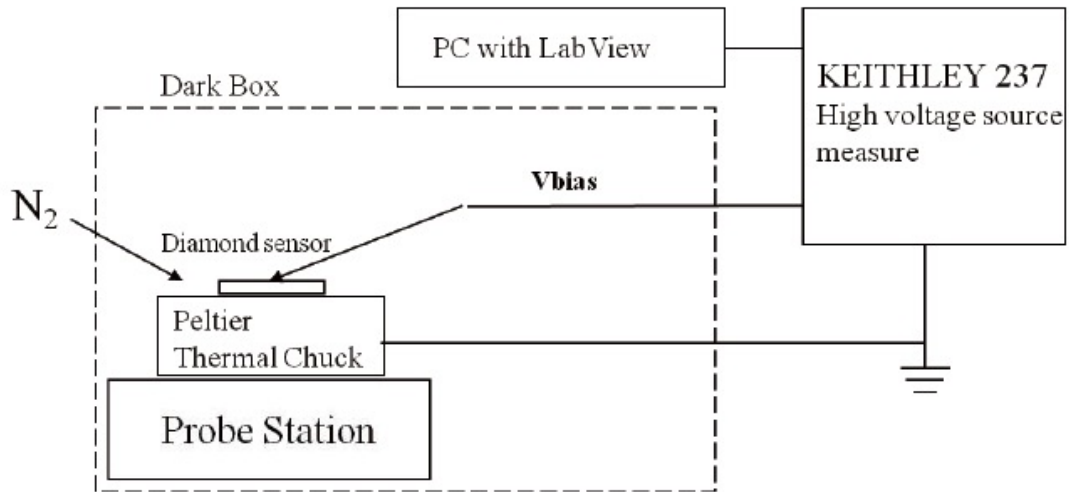 PC with LabView
KEITHLEY 237
High voltage source
measure
Dark Box
Vbias
N₂
Diamond sensor
Peltier
Thermal Chuck
Probe Station